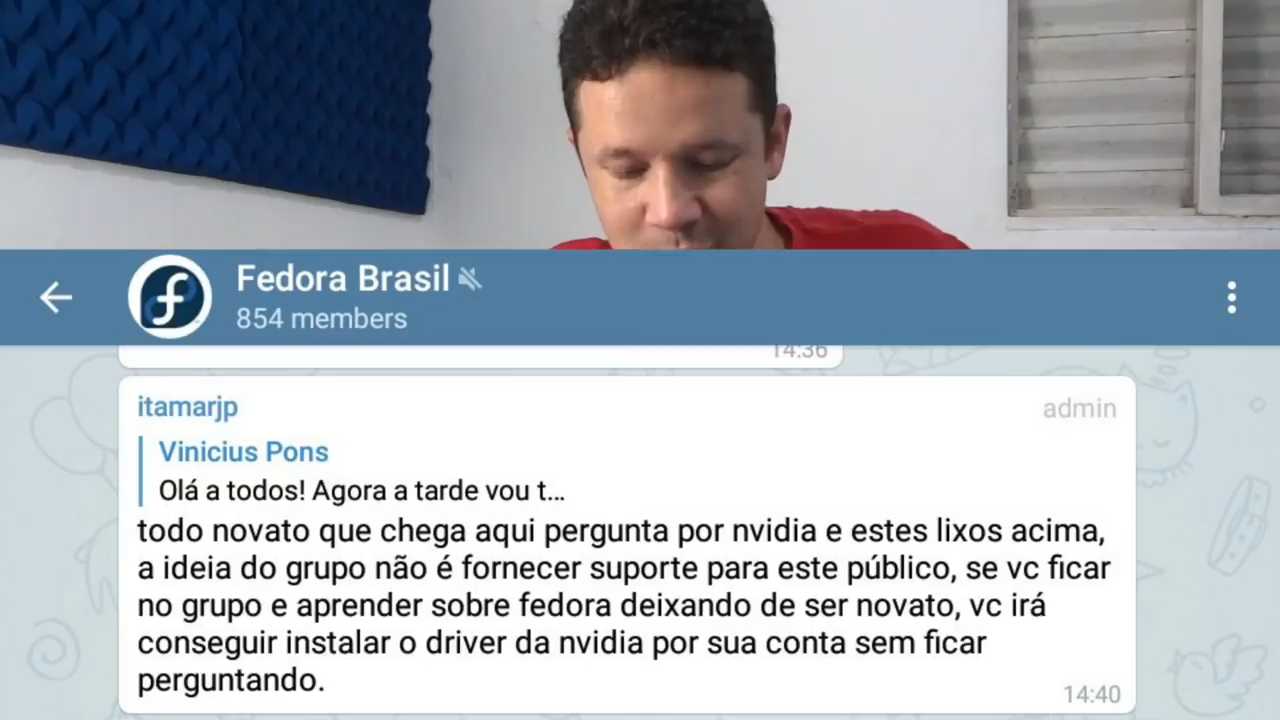 Fedora Brasil
854 members
14:36
itamarjp admin
Vinicius Pons
Olá a todos! Agora a tarde vou t...
todo novato que chega aqui pergunta por nvidia e estes lixos acima,
a ideia do grupo não é fornecer suporte para este público, se vc ficar
no grupo e aprender sobre fedora deixando de ser novato, vc irá
conseguir instalar o driver da nvidia por sua conta sem ficar
perguntando.
14:40